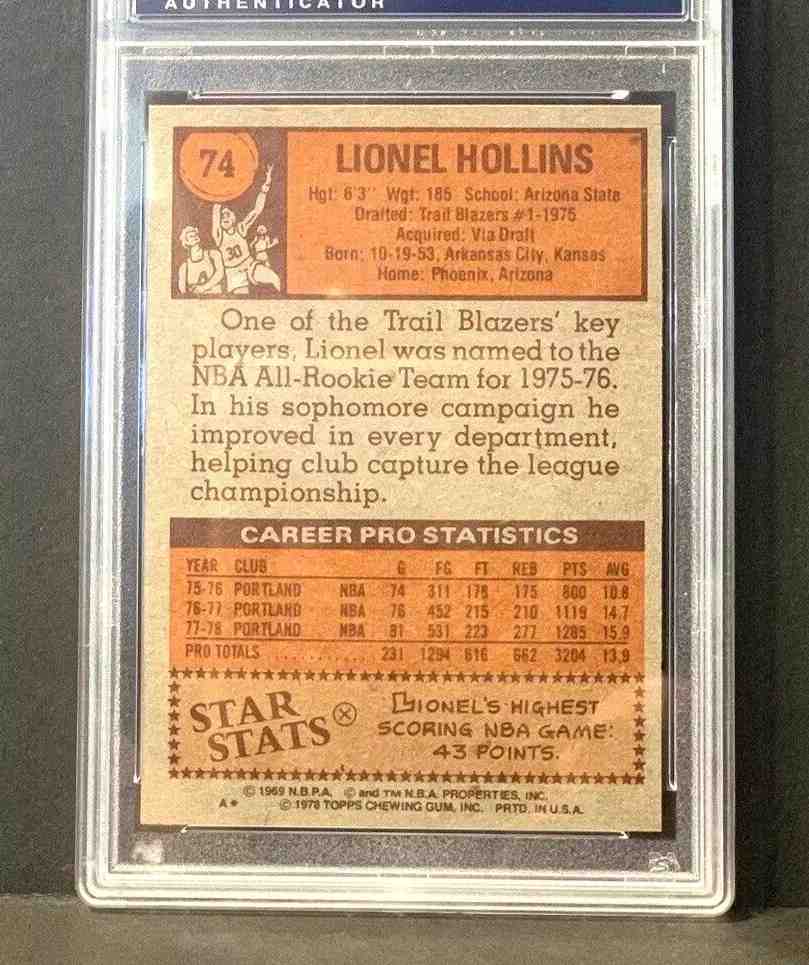 AUTHENTICATOR
74
LIONEL HOLLINS
Hgt: 6'3" Wgt: 185 School: Arizona State
Drafted: Trail Blazers #1-1975
Acquired: Via Draft
Born: 10-19-53, Arkansas City, Kansas
Home: Phoenix, Arizona
30
One of the Trail Blazers' key
players, Lionel was named to the
NBA All-Rookie Team for 1975-76.
In his sophomore campaign he
improved in every department,
helping club capture the league
championship.
CAREER PRO STATISTICS
YEAR CLUB G FG FT REB PTS AVG
75-76 PORTLAND NBA 74 311 178 175 800 10.8
76-77 PORTLAND NBA 76 452 215 210 1119 14.7
77-78 PORTLAND NBA 81 531 223 277 1285 15.9
PRO TOTALS ........... 231 1294 616 662 3204 13.9
STAR
STATS
LIONEL'S HIGHEST
SCORING NBA GAME:
43 POINTS.
© 1969 N.B.P.A. © and TM N.B.A. PROPERTIES, INC.
A* © 1978 TOPPS CHEWING GUM, INC. PRTD. IN U.S.A.